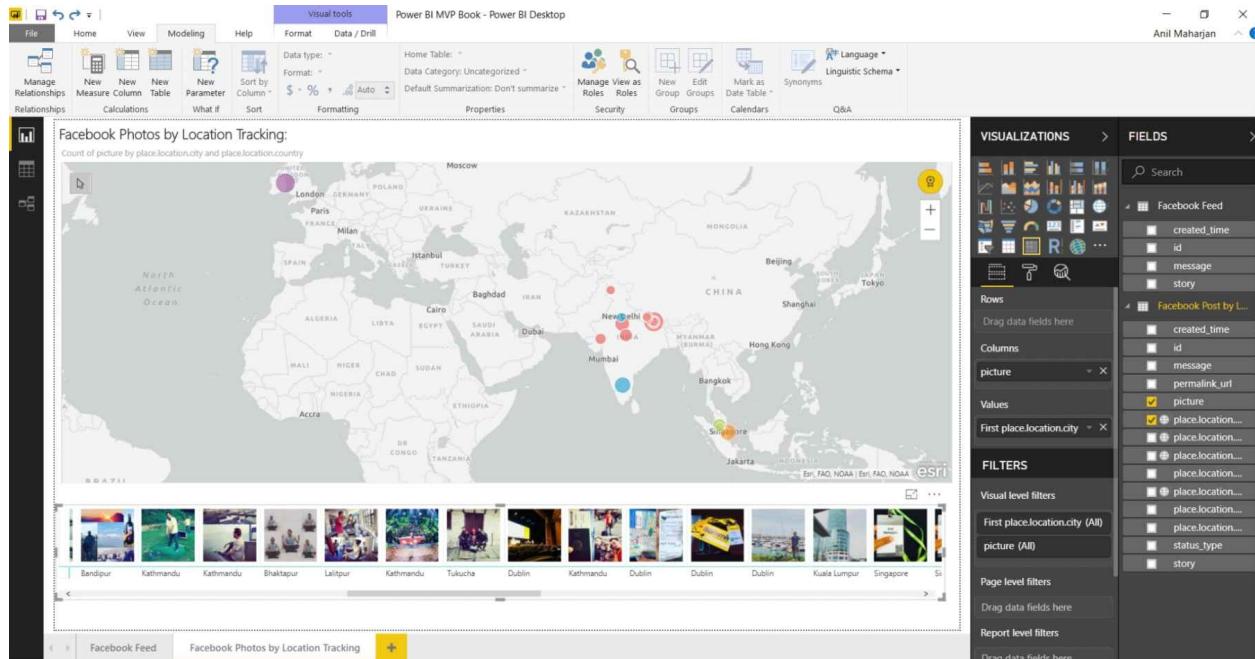 Visual tools
Power BI MVP Book - Power BI Desktop
File
Home
View
Modeling
Help
Format
Data / Drill
Anil Maharjan
Manage
Relationships
New
Measure
New
Column
New
Table
New
Parameter
Sort by
Column
Data type:
Format:
$ - % , .00 Auto
Home Table:
Data Category: Uncategorized
Default Summarization: Don't summarize
Manage
Roles
View as
Roles
New
Group
Edit
Groups
Mark as
Date Table
Synonyms
Language
Linguistic Schema
Relationships
Calculations
What if
Sort
Formatting
Properties
Security
Groups
Calendars
Q&A
Facebook Photos by Location Tracking:
Count of picture by place.location.city and place.location.country
Moscow
London
GERMANY
POLAND
Paris
UKRAINE
KAZAKHSTAN
FRANCE
Milan
MONGOLIA
ITALY
Istanbul
SPAIN
TURKEY
Beijing
JAPAN
Tokyo
North
Atlantic
Ocean
Baghdad
IRAN
CHINA
Cairo
New Delhi
Shanghai
ALGERIA
LIBYA
EGYPT
SAUDI
ARABIA
Dubai
INDIA
MYANMAR
(BURMA)
Hong Kong
Mumbai
MALI
NIGER
CHAD
SUDAN
Bangkok
NIGERIA
ETHIOPIA
Accra
Singapore
DR
CONGO
TANZANIA
Jakarta
INDONESIA
BRAZIL
Esri, FAO, NOAA | Esri, FAO, NOAA
esri
Bandipur
Kathmandu
Kathmandu
Bhaktapur
Lalitpur
Kathmandu
Tukucha
Dublin
Kathmandu
Dublin
Dublin
Dublin
Kuala Lumpur
Singapore
Facebook Feed
Facebook Photos by Location Tracking
VISUALIZATIONS
R
Rows
Drag data fields here
Columns
picture
Values
First place.location.city
FILTERS
Visual level filters
First place.location.city (All)
picture (All)
Page level filters
Drag data fields here
Report level filters
Drag data fields here
FIELDS
Search
Facebook Feed
created_time
id
message
story
Facebook Post by L...
created_time
id
message
permalink_url
picture
place.location....
place.location....
place.location....
place.location....
place.location....
place.location....
place.location....
status_type
story